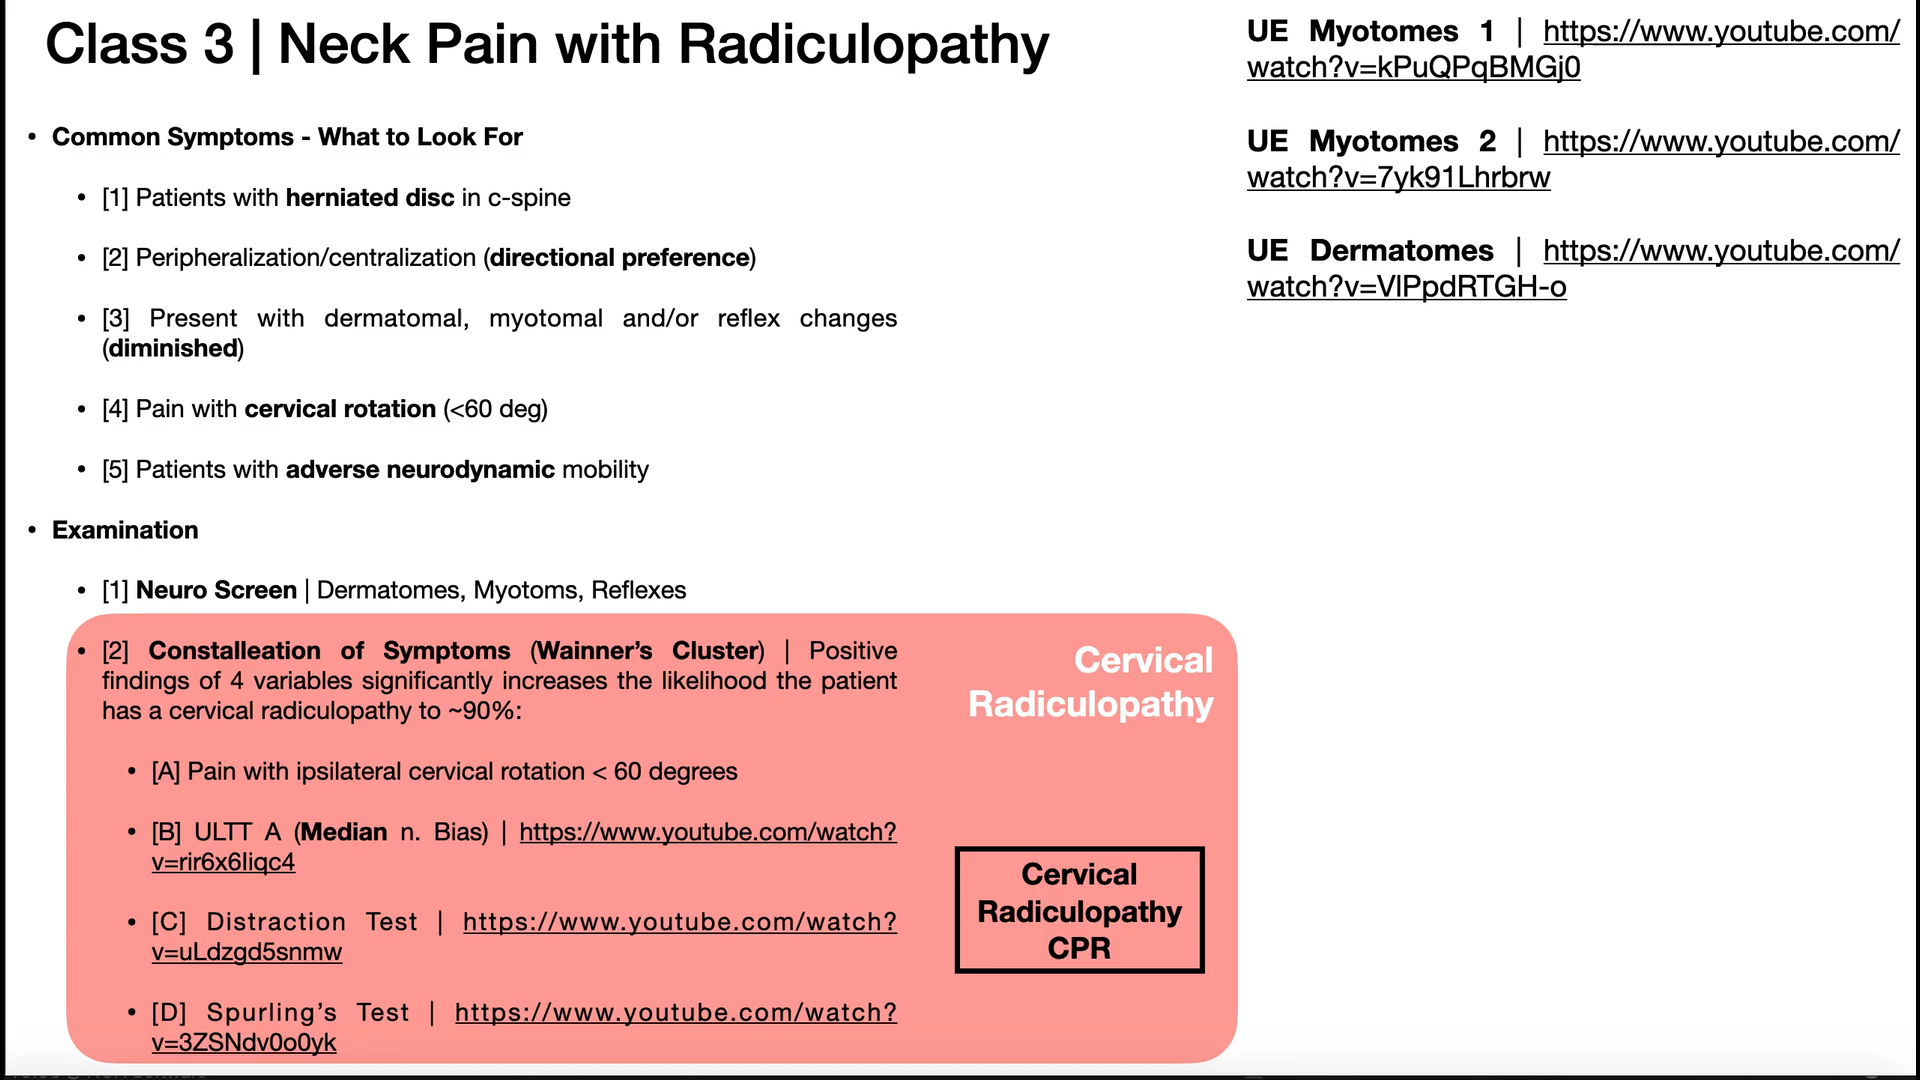 Class 3 | Neck Pain with Radiculopathy
• Common Symptoms - What to Look For
• [1] Patients with herniated disc in c-spine
• [2] Peripheralization/centralization (directional preference)
• [3] Present with dermatomal, myotomal and/or reflex changes
(diminished)
• [4] Pain with cervical rotation (<60 deg)
• [5] Patients with adverse neurodynamic mobility
• Examination
• [1] Neuro Screen | Dermatomes, Myotoms, Reflexes
• [2] Constalleation of Symptoms (Wainner’s Cluster) | Positive
findings of 4 variables significantly increases the likelihood the patient
has a cervical radiculopathy to ~90%:
• [A] Pain with ipsilateral cervical rotation < 60 degrees
• [B] ULTT A (Median n. Bias) | https://www.youtube.com/watch?
v=rir6x6Iiqc4
• [C] Distraction Test | https://www.youtube.com/watch?
v=uLdzgd5snmw
• [D] Spurling’s Test | https://www.youtube.com/watch?
v=3ZSNdv0o0yk
Cervical
Radiculopathy
Cervical
Radiculopathy
CPR
UE Myotomes 1 | https://www.youtube.com/
watch?v=kPuQPqBMGj0
UE Myotomes 2 | https://www.youtube.com/
watch?v=7yk91Lhrbrw
UE Dermatomes | https://www.youtube.com/
watch?v=VlPpdRTGH-o